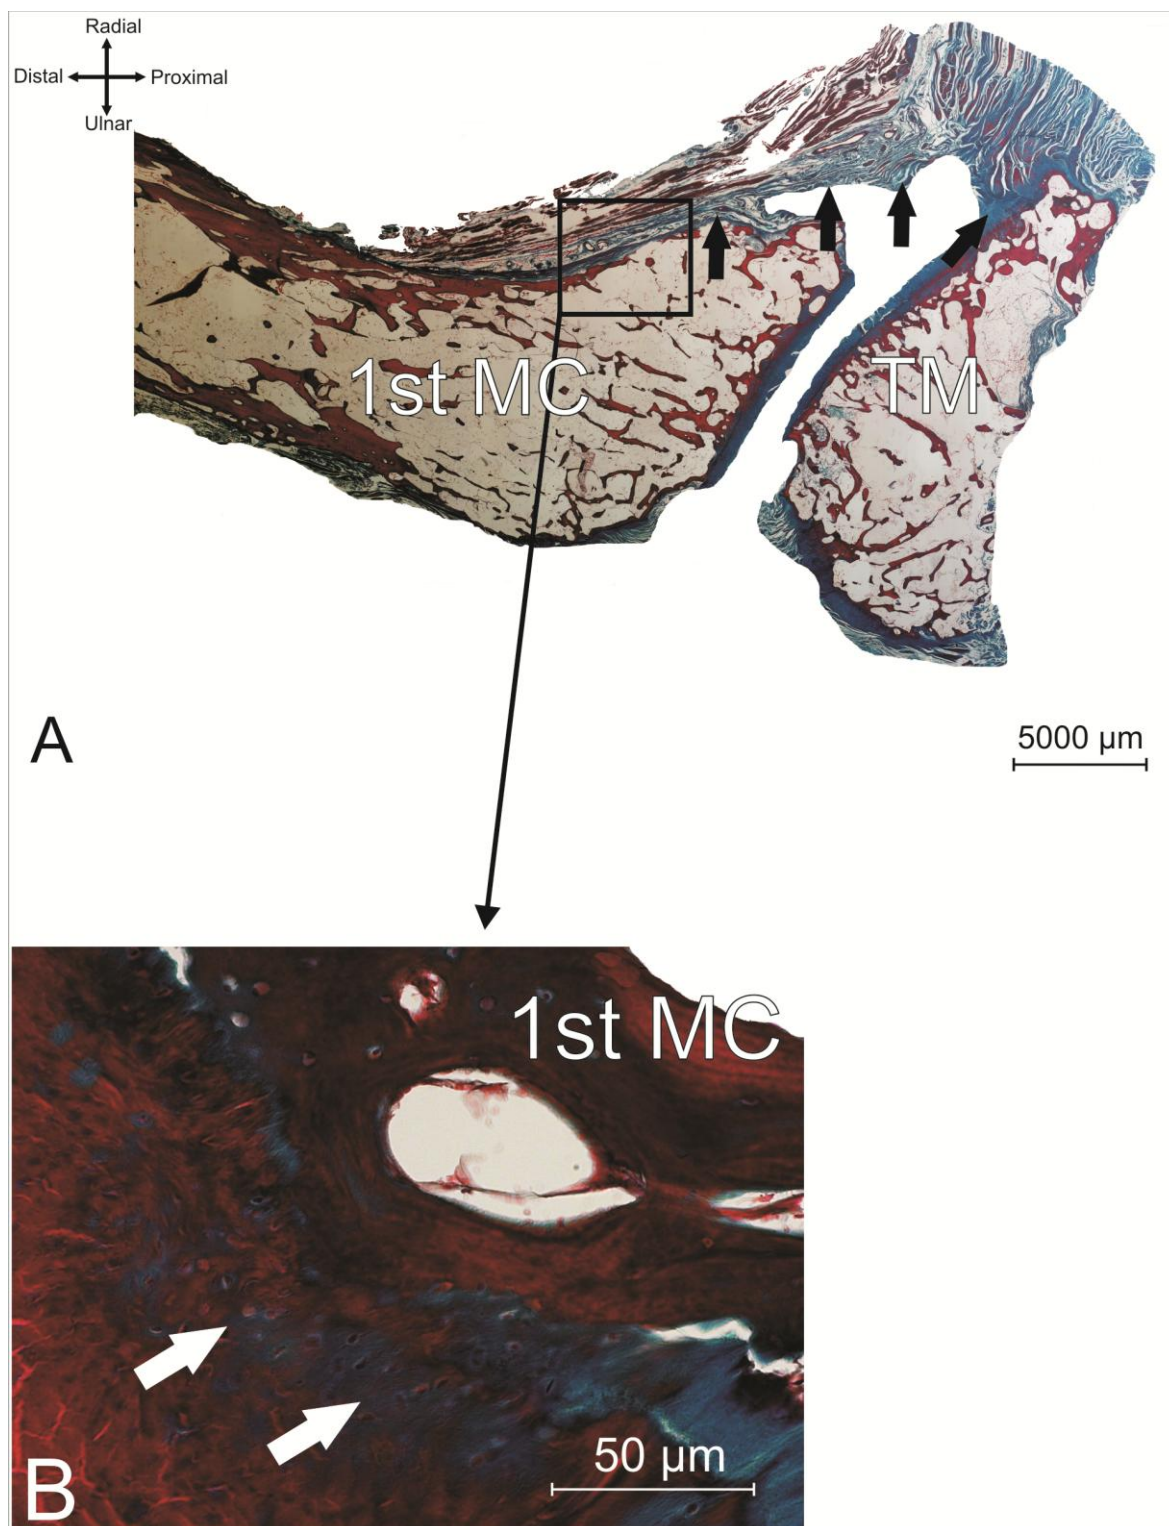 Radial
Distal
Proximal
Ulnar
1st MC
TM
A
5000 µm
1st MC
50 µm
B